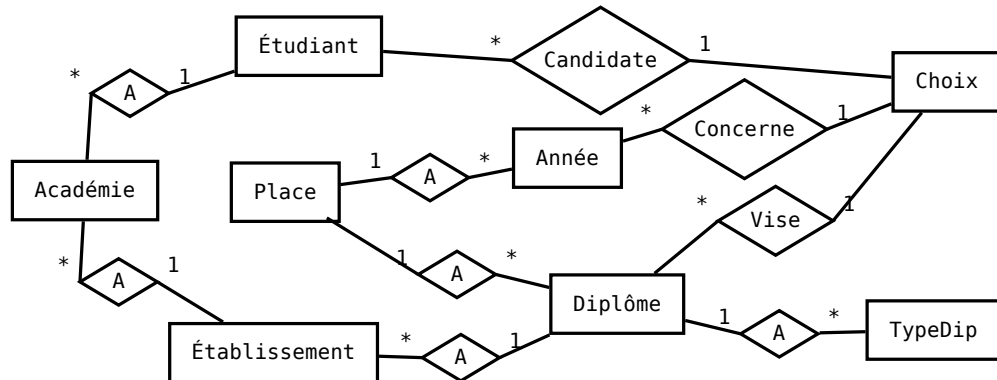 Étudiant
* Candidate 1
* A 1
Choix
* Concerne 1
Année
1 A *
Académie
Place
* Vise 1
* A 1
1 A *
Diplôme
1 A *
TypeDip
Établissement
* A 1